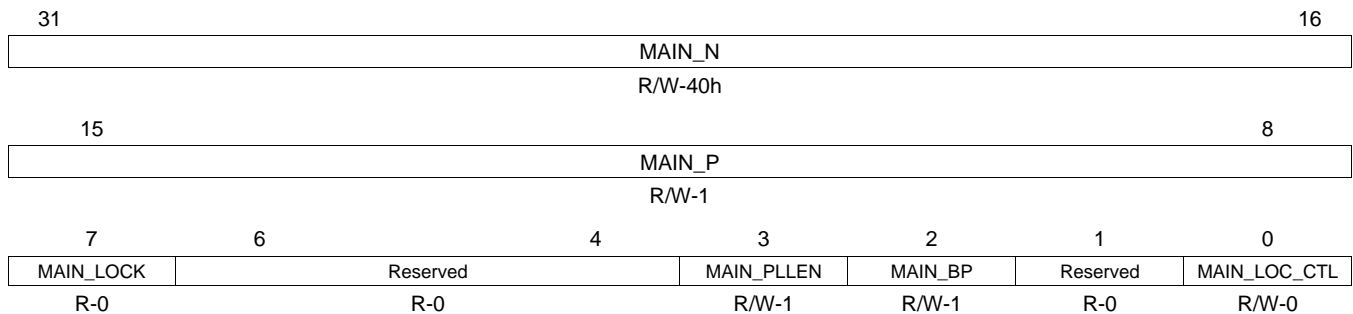 31 16
MAIN_N
R/W-40h
15 8
MAIN_P
R/W-1
7 6 4 3 2 1 0
MAIN_LOCK Reserved MAIN_PLLEN MAIN_BP Reserved MAIN_LOC_CTL
R-0 R-0 R/W-1 R/W-1 R-0 R/W-0